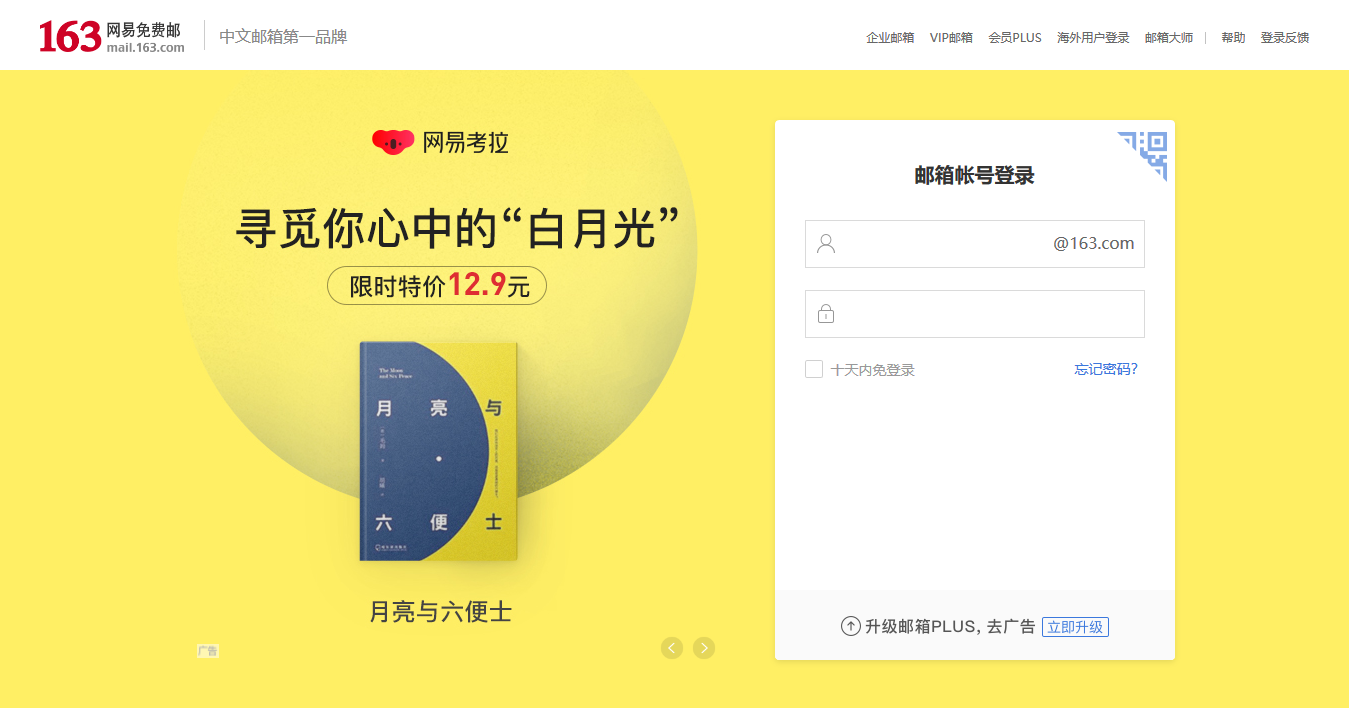 163 网易免费邮
mail.163.com
中文邮箱第一品牌
企业邮箱 VIP邮箱 会员PLUS 海外用户登录 邮箱大师 | 帮助 登录反馈
网易考拉
寻觅你心中的“白月光”
限时特价12.9元
The Moon
and Six Pence
月 亮 与
六 便 士
月亮与六便士
广告
邮箱帐号登录
@163.com
十天内免登录
忘记密码?
升级邮箱PLUS, 去广告 立即升级